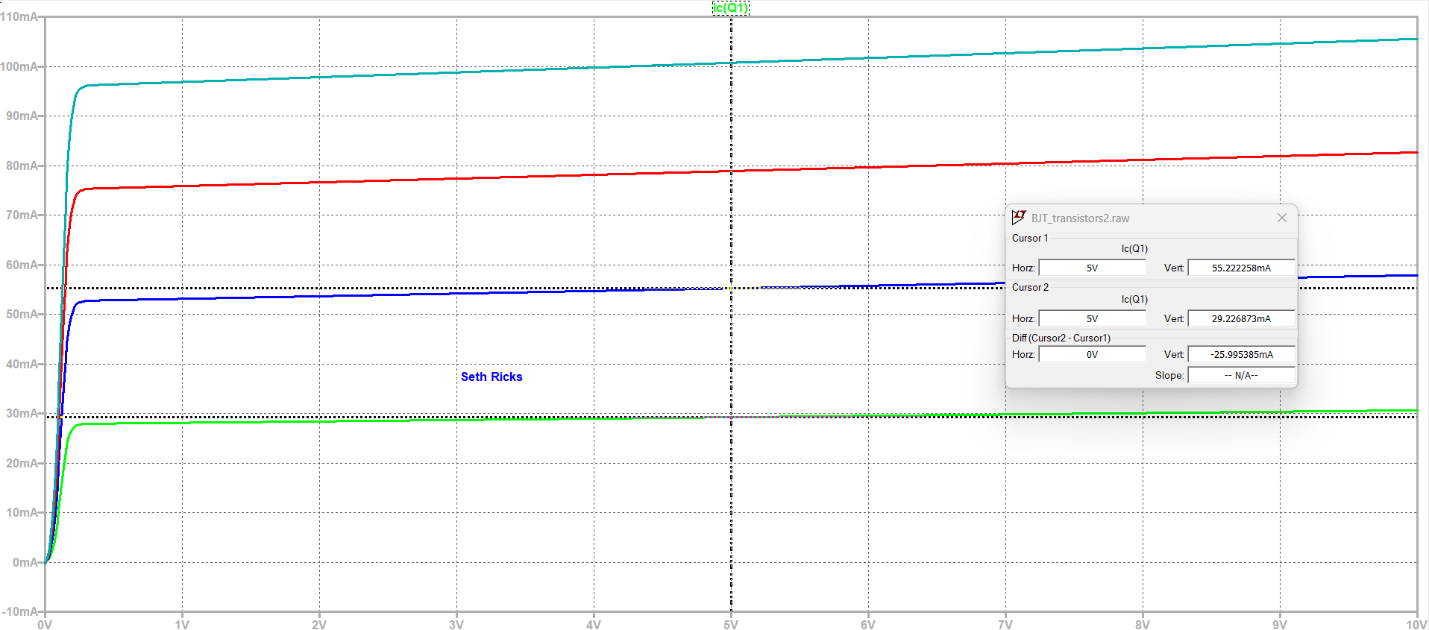 Ic(Q1)
110mA
100mA
90mA
80mA
70mA
60mA
50mA
40mA
30mA
20mA
10mA
0mA
-10mA
Seth Ricks
BJT_transistors2.raw
Cursor 1
Ic(Q1)
Horz: 5V Vert: 55.222258mA
Cursor 2
Ic(Q1)
Horz: 5V Vert: 29.226873mA
Diff (Cursor2 - Cursor1)
Horz: 0V Vert: -25.995385mA
Slope: -- N/A--
0V 1V 2V 3V 4V 5V 6V 7V 8V 9V 10V